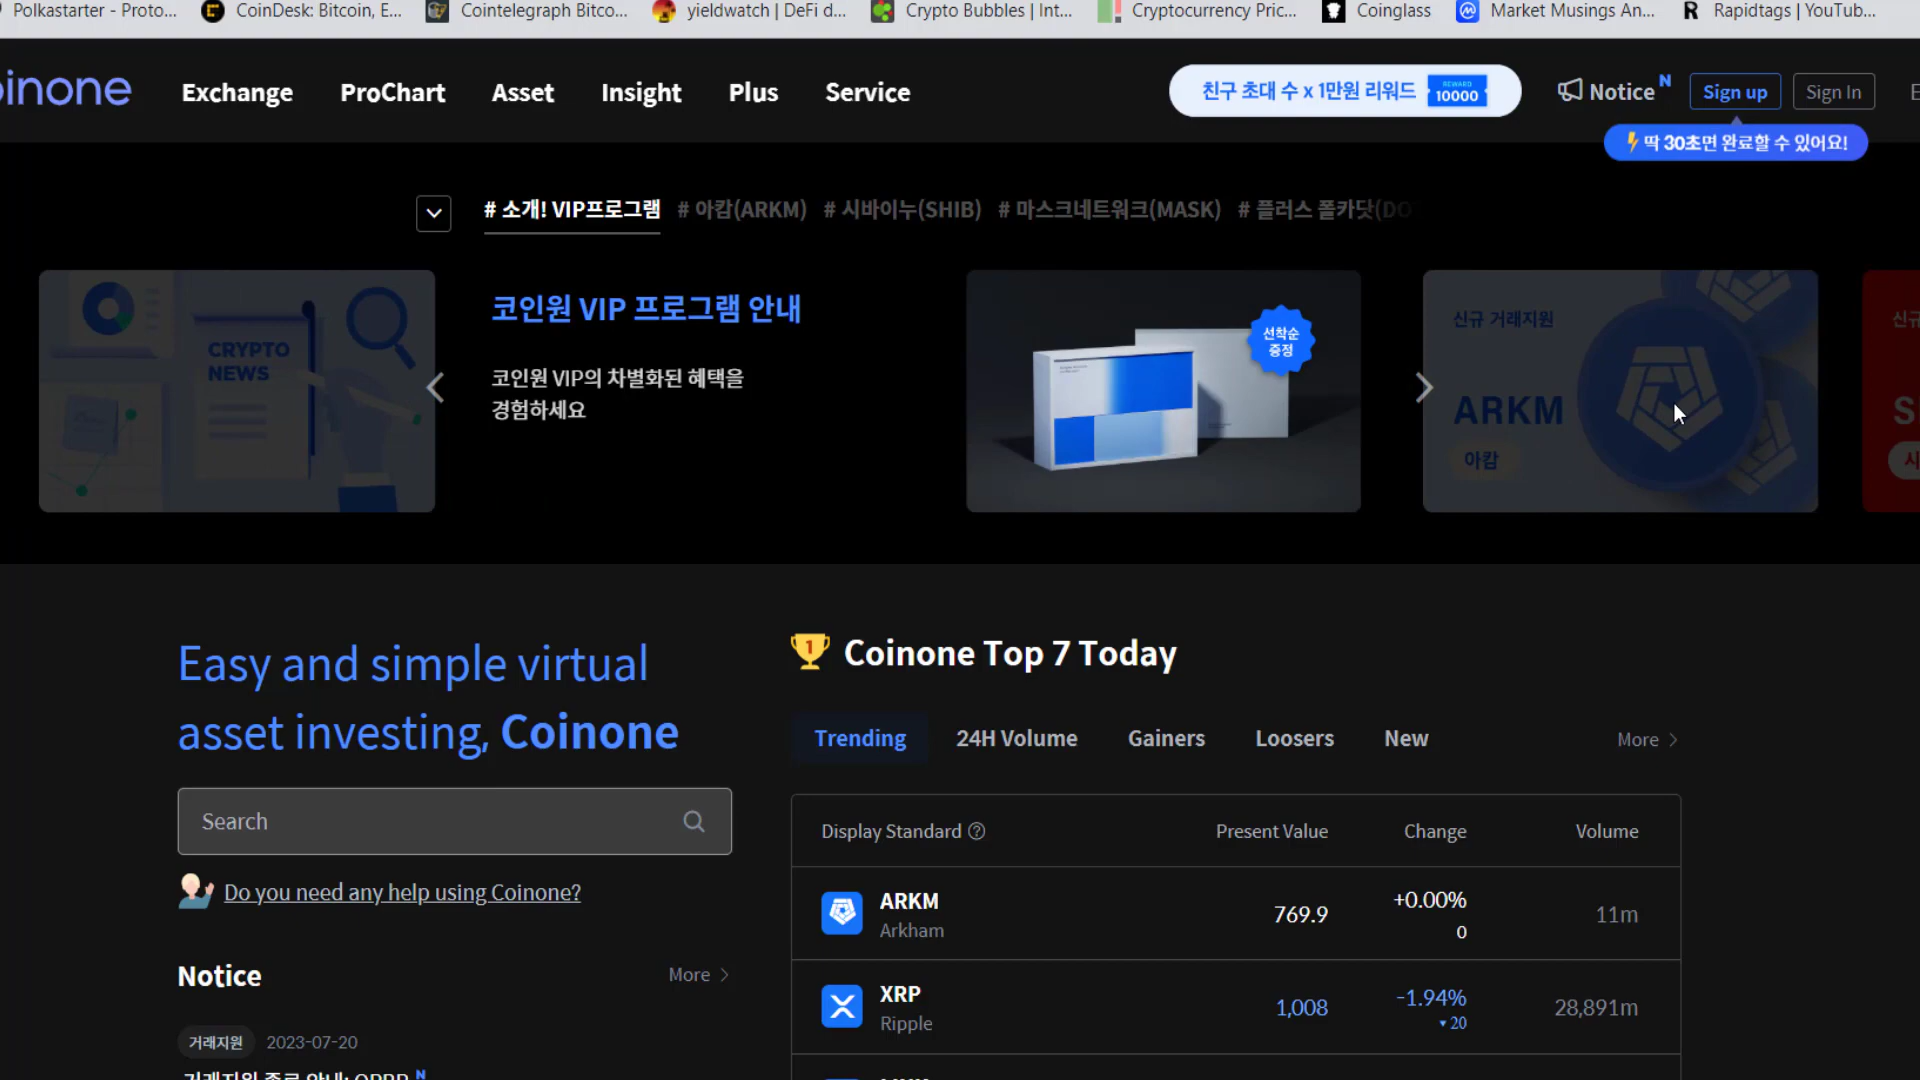 Polkastarter - Proto...
CoinDesk: Bitcoin, E...
Cointelegraph Bitco...
yieldwatch | DeFi d...
Crypto Bubbles | Int...
Cryptocurrency Pric...
Coinglass
Market Musings An...
Rapidtags | YouTub...
oinone
Exchange
ProChart
Asset
Insight
Plus
Service
친구 초대 수 x 1만원 리워드
REWARD
10000
Notice N
Sign up
Sign In
E
딱 30초면 완료할 수 있어요!
# 소개! VIP프로그램
# 아캄(ARKM)
# 시바이누(SHIB)
# 마스크네트워크(MASK)
# 플러스 폴카닷(DO
CRYPTO
NEWS
코인원 VIP 프로그램 안내
코인원 VIP의 차별화된 혜택을
경험하세요
선착순
증정
신규 거래지원
ARKM
아캄
신규
S
시
Easy and simple virtual
asset investing, Coinone
Search
Do you need any help using Coinone?
Notice
More
거래지원
2023-07-20
1
Coinone Top 7 Today
Trending
24H Volume
Gainers
Loosers
New
More
Display Standard ?
Present Value
Change
Volume
ARKM
Arkham
769.9
+0.00%
0
11m
XRP
Ripple
1,008
-1.94%
▼20
28,891m